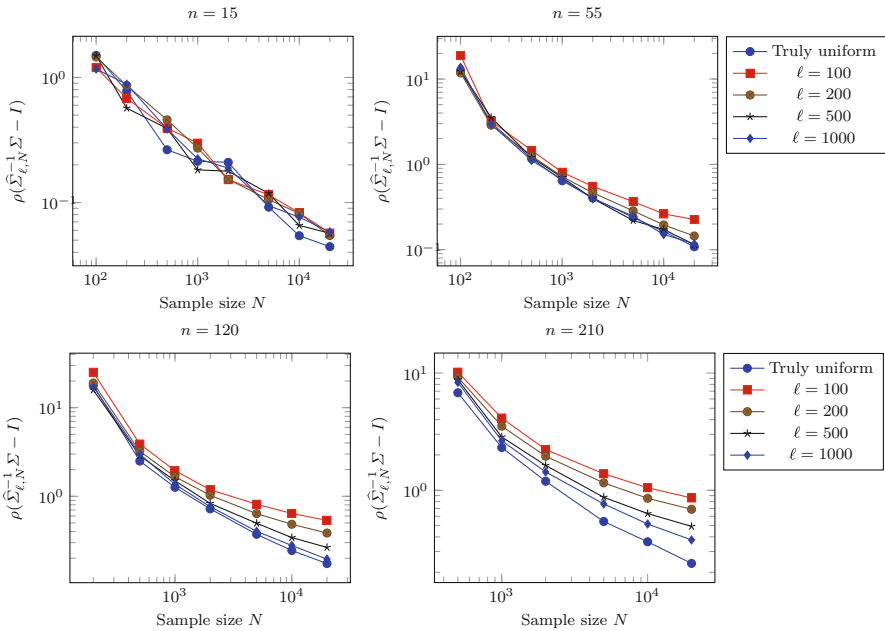 n = 15
n = 55
10^0
10^{-1}
ρ(Σ̂^{-1}_{ℓ,N} Σ − I)
10^2
10^3
10^4
Sample size N
10^1
10^0
10^{-1}
ρ(Σ̂^{-1}_{ℓ,N} Σ − I)
10^2
10^3
10^4
Sample size N
Truly uniform
ℓ = 100
ℓ = 200
ℓ = 500
ℓ = 1000
n = 120
n = 210
10^1
10^0
ρ(Σ̂^{-1}_{ℓ,N} Σ − I)
10^3
10^4
Sample size N
10^1
10^0
ρ(Σ̂^{-1}_{ℓ,N} Σ − I)
10^3
10^4
Sample size N
Truly uniform
ℓ = 100
ℓ = 200
ℓ = 500
ℓ = 1000